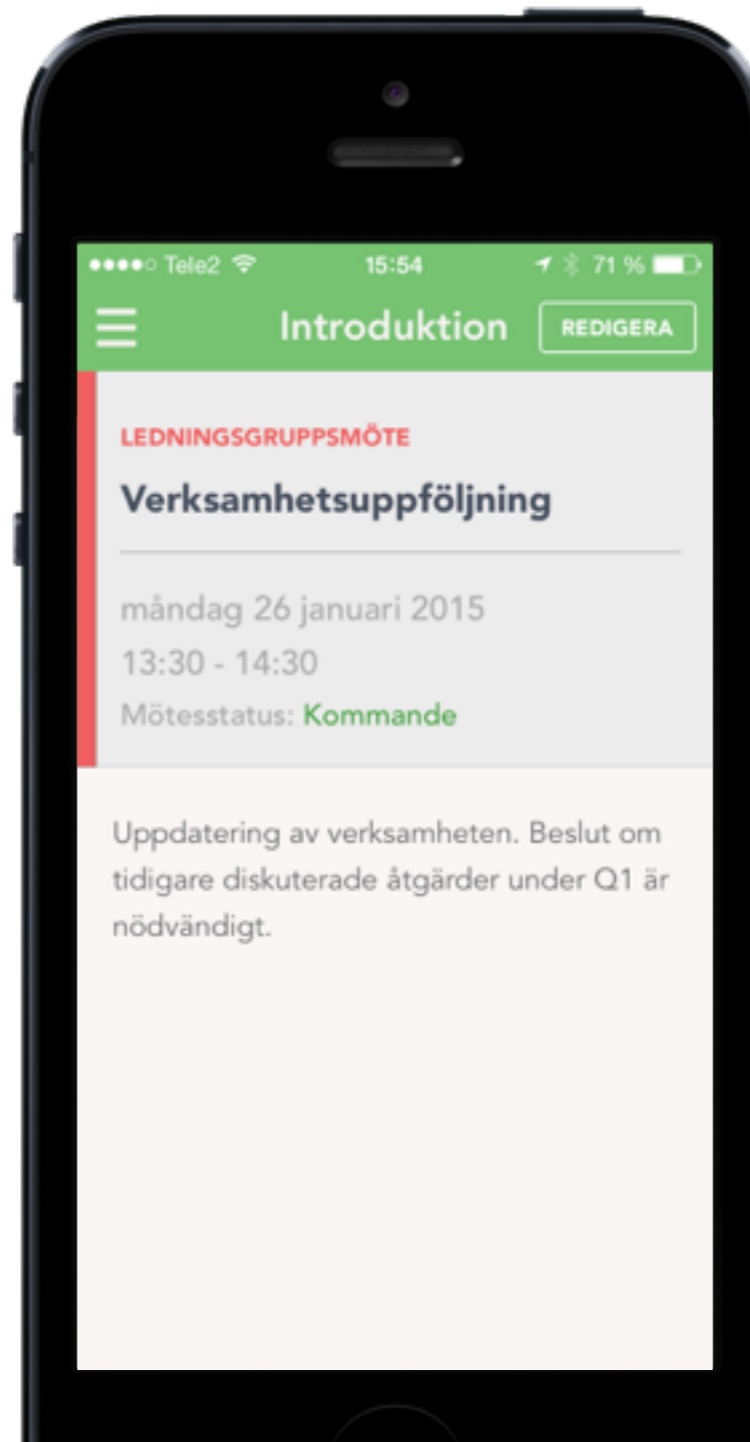 Tele2 15:54 71 %
Introduktion REDIGERA
LEDNINGSGRUPPSMÖTE
Verksamhetsuppföljning
måndag 26 januari 2015
13:30 - 14:30
Mötesstatus: Kommande
Uppdatering av verksamheten. Beslut om
tidigare diskuterade åtgärder under Q1 är
nödvändigt.